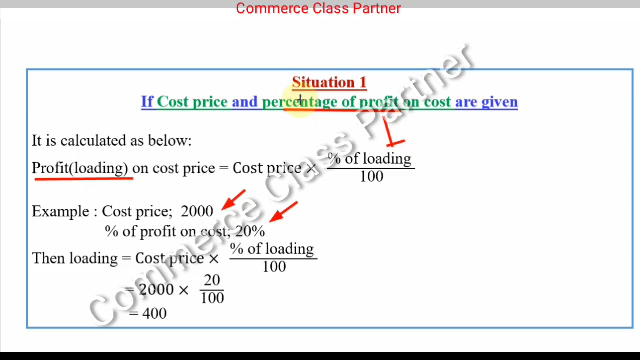 Commerce Class Partner
Situation 1
If Cost price and percentage of profit on cost are given
It is calculated as below:
Profit(loading) on cost price = Cost price × % of loading / 100
Example : Cost price; 2000
% of profit on cost; 20%
Then loading = Cost price × % of loading / 100
= 2000 × 20 / 100
= 400
Commerce Class Partner